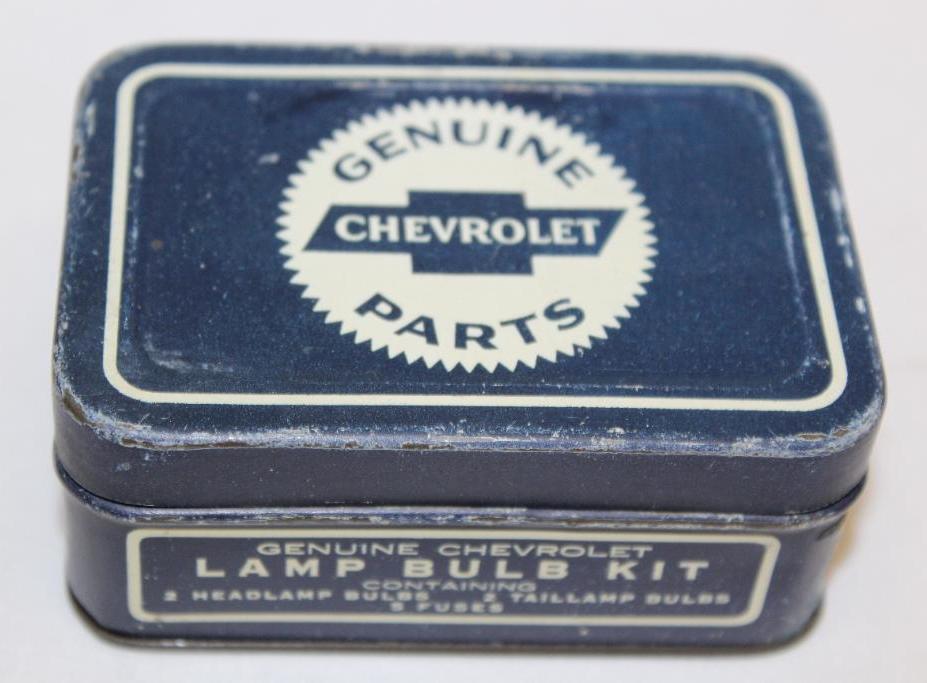 GENUINE
CHEVROLET
PARTS
GENUINE CHEVROLET
LAMP BULB KIT
CONTAINING
2 HEADLAMP BULBS 2 TAILLAMP BULBS
5 FUSES